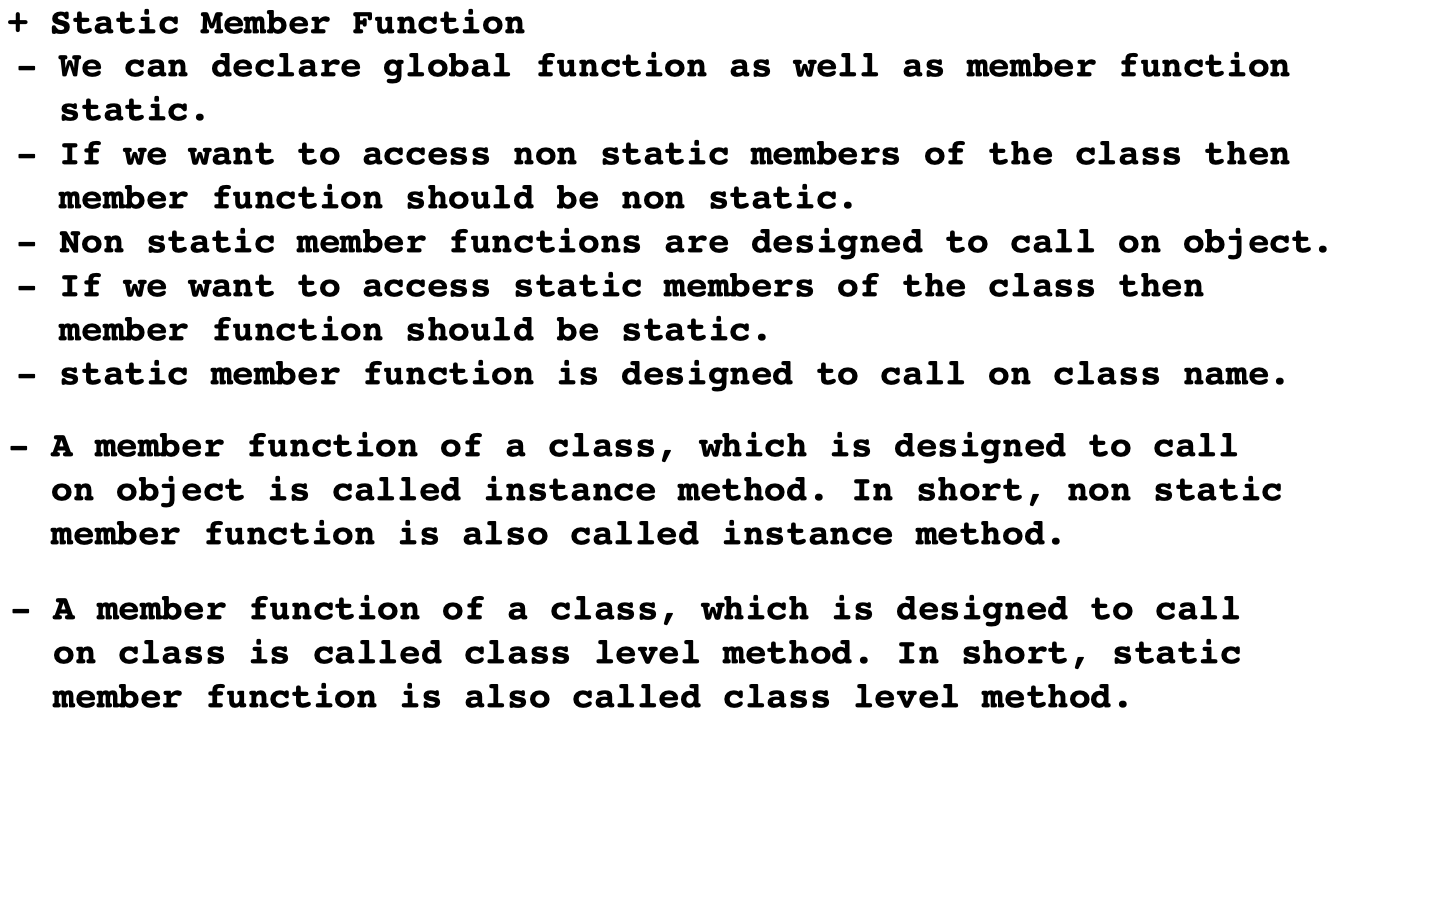 + Static Member Function
- We can declare global function as well as member function
static.
- If we want to access non static members of the class then
member function should be non static.
- Non static member functions are designed to call on object.
- If we want to access static members of the class then
member function should be static.
- static member function is designed to call on class name.
- A member function of a class, which is designed to call
on object is called instance method. In short, non static
member function is also called instance method.
- A member function of a class, which is designed to call
on class is called class level method. In short, static
member function is also called class level method.